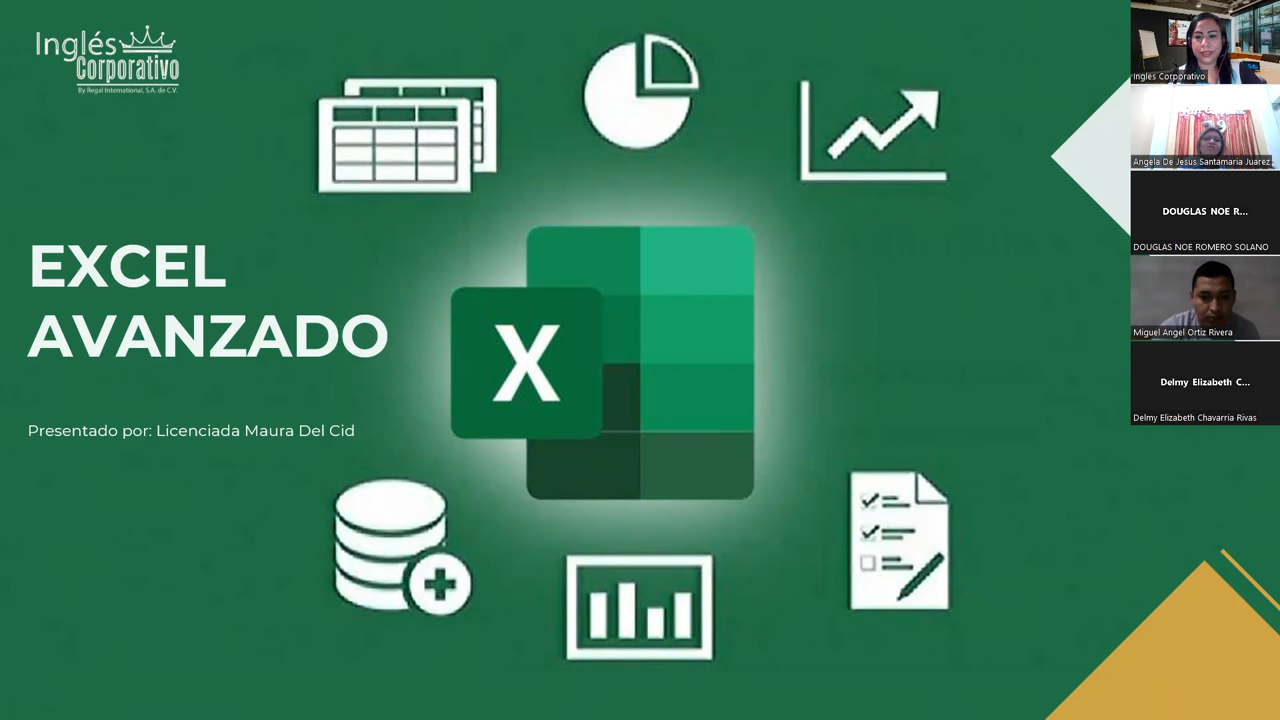 Inglés
Corporativo
By Regal International, S.A. de C.V.
EXCEL
AVANZADO
Presentado por: Licenciada Maura Del Cid
X
Inglés Corporativo
Angela De Jesus Santamaria Juarez
DOUGLAS NOE R...
DOUGLAS NOE ROMERO SOLANO
Miguel Angel Ortiz Rivera
Delmy Elizabeth C...
Delmy Elizabeth Chavarria Rivas